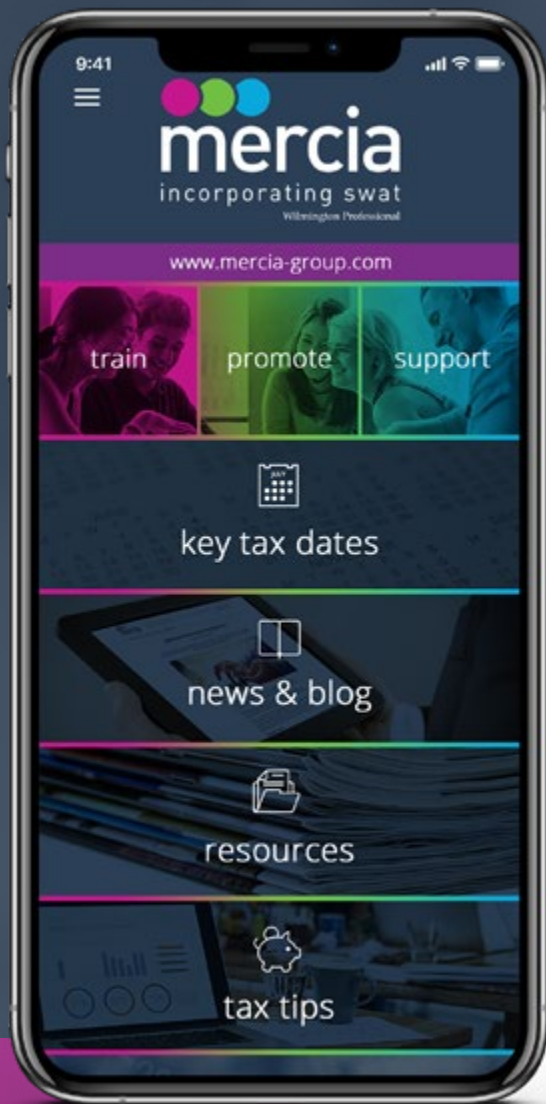 9:41
mercia
incorporating swat
Wilmington Professional
www.mercia-group.com
train promote support
JULY
key tax dates
news & blog
resources
tax tips